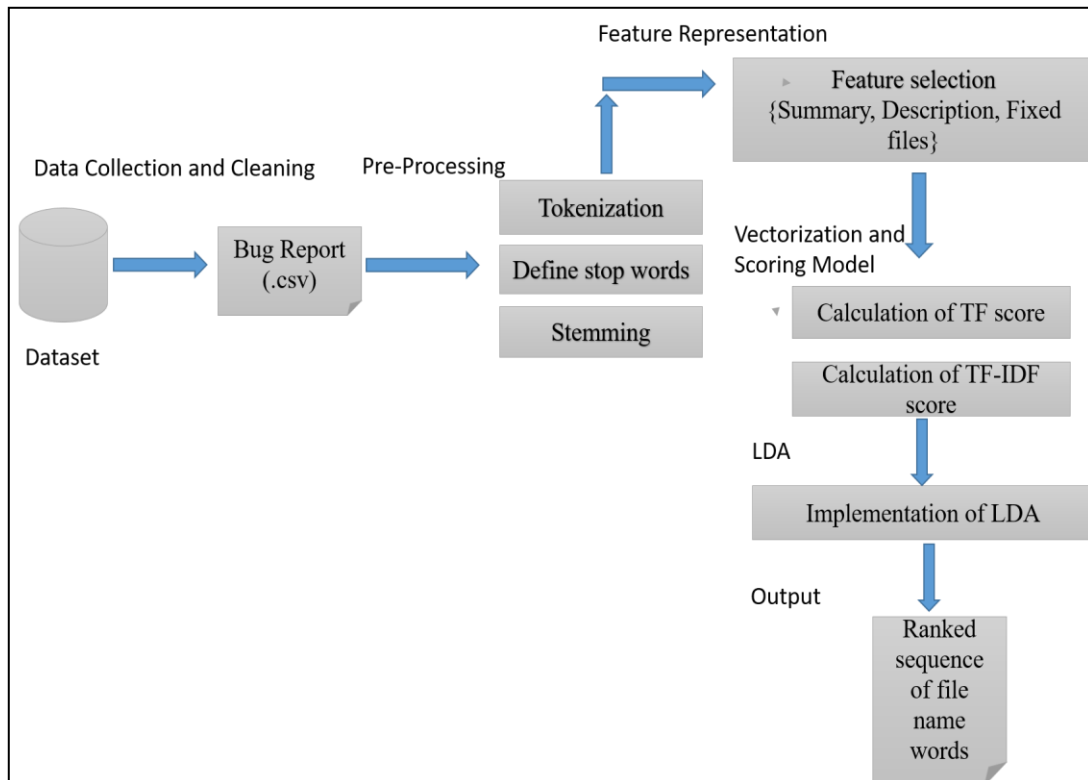 Feature Representation
Feature selection
{Summary, Description, Fixed
files}
Data Collection and Cleaning
Pre-Processing
Tokenization
Define stop words
Stemming
Bug Report
(.csv)
Dataset
Vectorization and
Scoring Model
Calculation of TF score
Calculation of TF-IDF
score
LDA
Implementation of LDA
Output
Ranked
sequence
of file
name
words